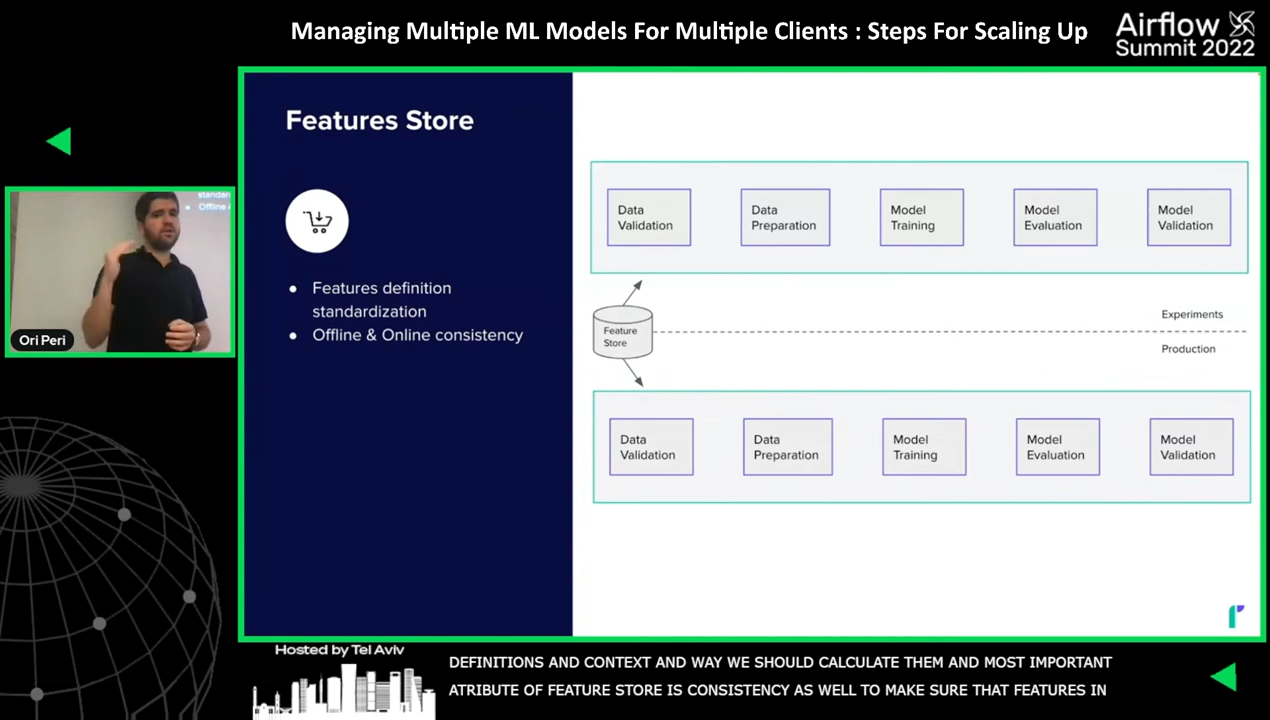 Managing Multiple ML Models For Multiple Clients : Steps For Scaling Up
Airflow
Summit 2022
Features Store
Features definition
standardization
Offline & Online consistency
Ori Peri
Data
Validation
Data
Preparation
Model
Training
Model
Evaluation
Model
Validation
Feature
Store
Experiments
Production
Data
Validation
Data
Preparation
Model
Training
Model
Evaluation
Model
Validation
Hosted by Tel Aviv
DEFINITIONS AND CONTEXT AND WAY WE SHOULD CALCULATE THEM AND MOST IMPORTANT
ATRIBUTE OF FEATURE STORE IS CONSISTENCY AS WELL TO MAKE SURE THAT FEATURES IN